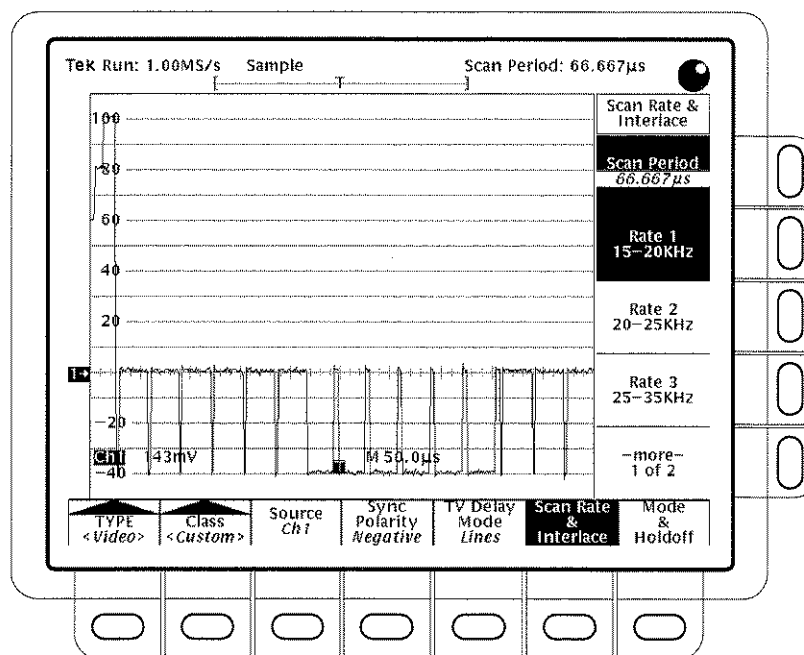 Tek Run: 1.00MS/s Sample Scan Period: 66.667µs
Scan Rate &
Interlace
Scan Period
66.667µs
Rate 1
15-20KHz
Rate 2
20-25KHz
Rate 3
25-35KHz
-more-
1 of 2
100
80
60
40
20
1→
-20
Ch1 143mV M 50.0µs
-40
T
TYPE
<Video>
Class
<Custom>
Source
Ch1
Sync
Polarity
Negative
TV Delay
Mode
Lines
Scan Rate
&
Interlace
Mode
&
Holdoff